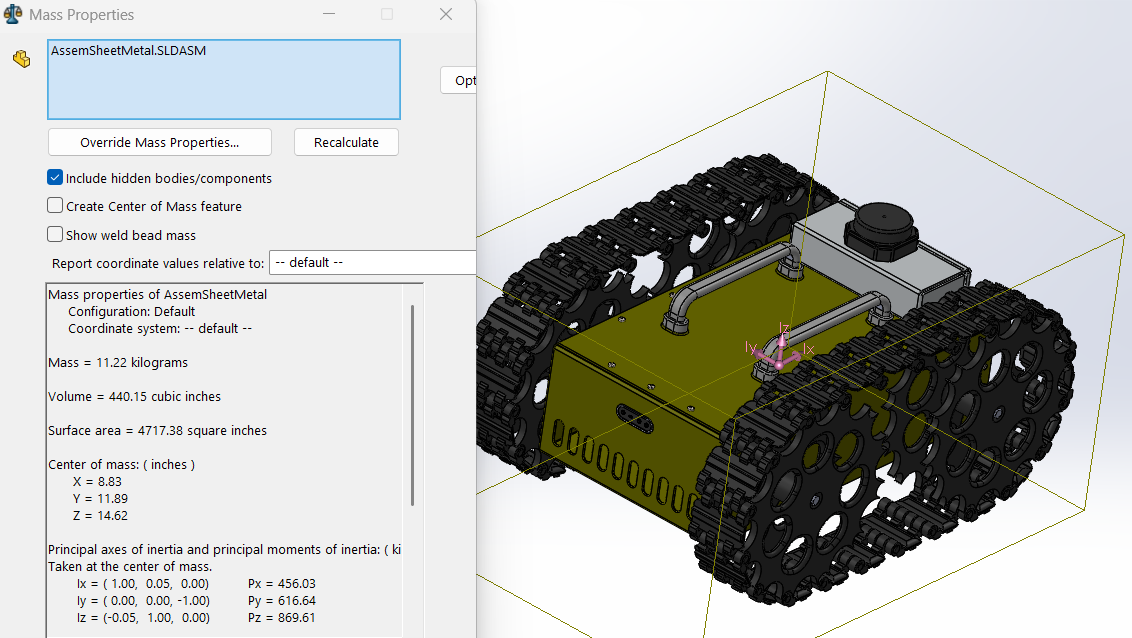 Mass Properties
AssemSheetMetal.SLDASM
Opt
Override Mass Properties...
Recalculate
Include hidden bodies/components
Create Center of Mass feature
Show weld bead mass
Report coordinate values relative to:
-- default --
Mass properties of AssemSheetMetal
Configuration: Default
Coordinate system: -- default --
Mass = 11.22 kilograms
Volume = 440.15 cubic inches
Surface area = 4717.38 square inches
Center of mass: ( inches )
X = 8.83
Y = 11.89
Z = 14.62
Principal axes of inertia and principal moments of inertia: ( ki
Taken at the center of mass.
Ix = ( 1.00, 0.05, 0.00) Px = 456.03
Iy = ( 0.00, 0.00, -1.00) Py = 616.64
Iz = (-0.05, 1.00, 0.00) Pz = 869.61
Iz
Iy
Ix